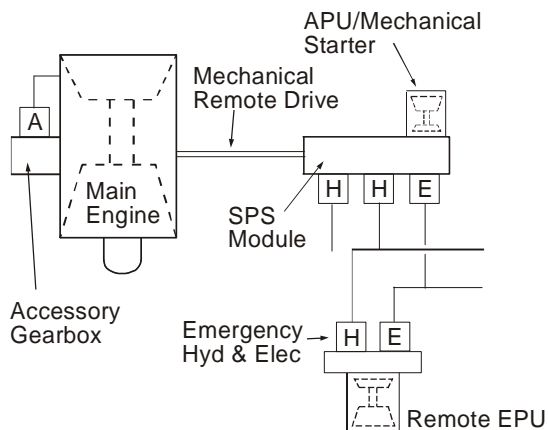 APU/Mechanical
Starter
Mechanical
Remote Drive
A
Main
Engine
H H E
SPS
Module
Accessory
Gearbox
Emergency
Hyd & Elec
H E
Remote EPU